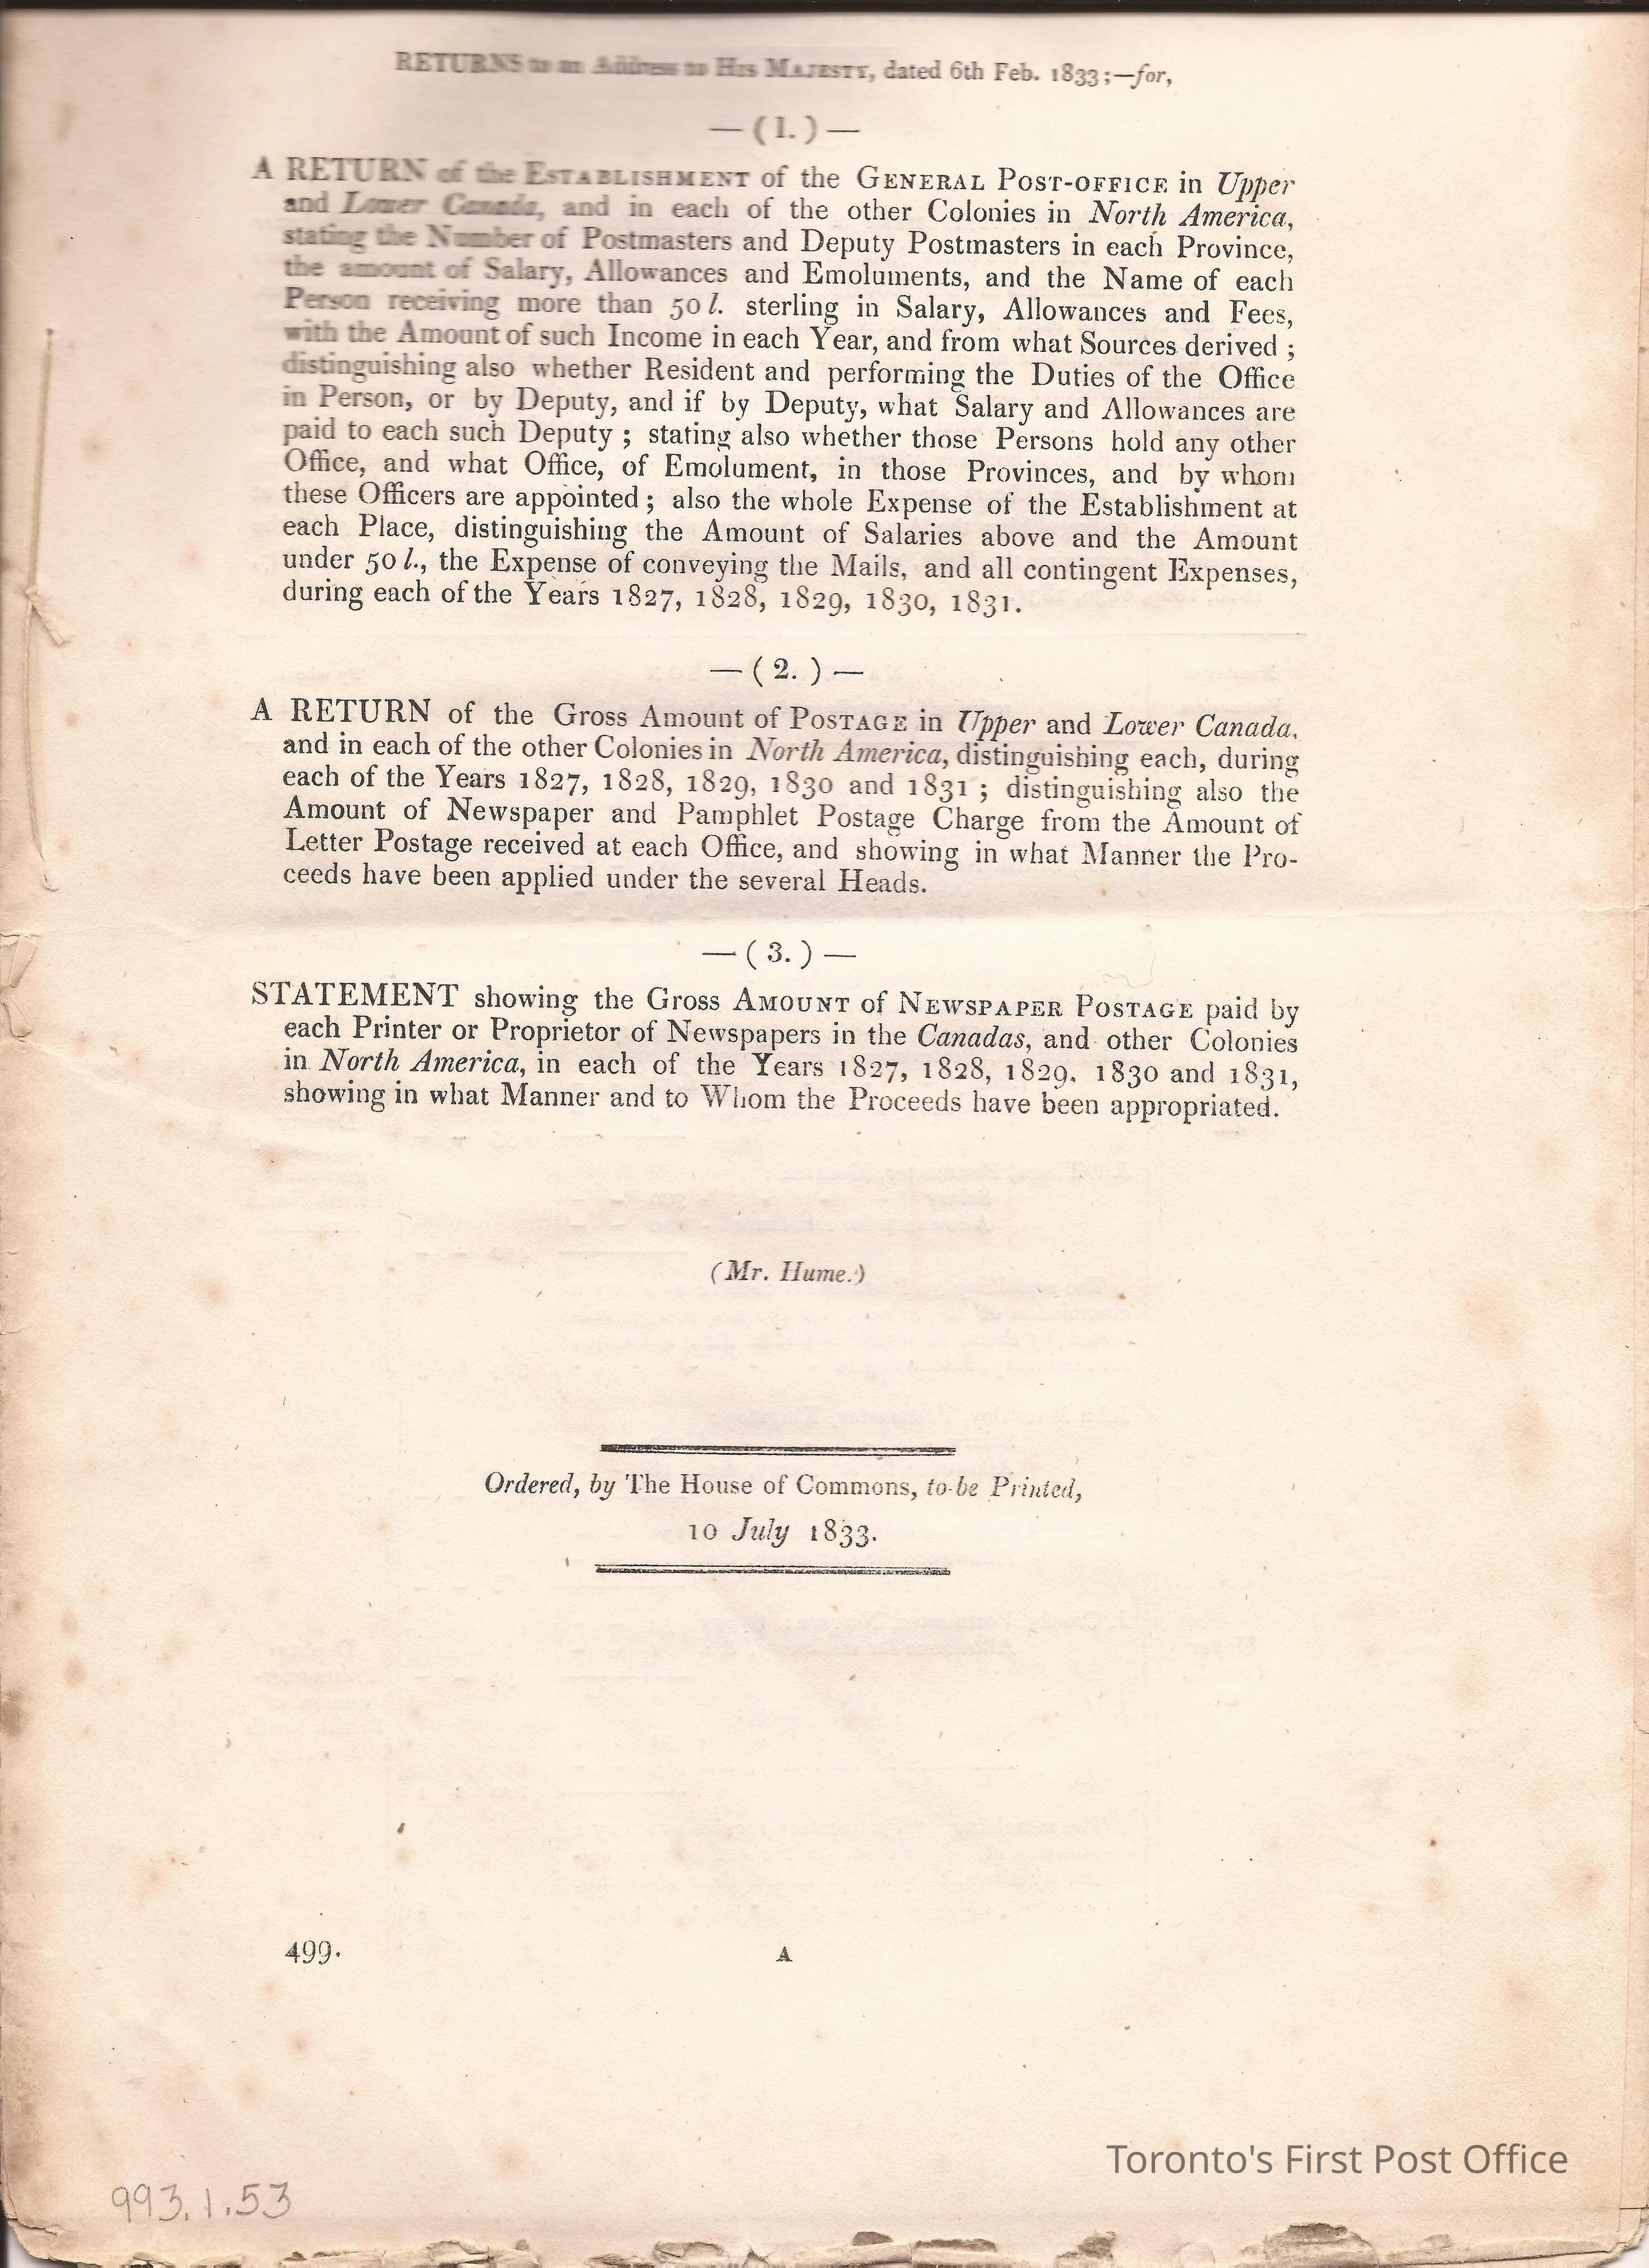 RETURNS to an Address to HIS MAJESTY, dated 6th Feb. 1833;—for,
— ( 1. ) —
A RETURN of the ESTABLISHMENT of the GENERAL POST-OFFICE in Upper
and Lower Canada, and in each of the other Colonies in North America,
stating the Number of Postmasters and Deputy Postmasters in each Province,
the amount of Salary, Allowances and Emoluments, and the Name of each
Person receiving more than 50 l. sterling in Salary, Allowances and Fees,
with the Amount of such Income in each Year, and from what Sources derived ;
distinguishing also whether Resident and performing the Duties of the Office
in Person, or by Deputy, and if by Deputy, what Salary and Allowances are
paid to each such Deputy ; stating also whether those Persons hold any other
Office, and what Office, of Emolument, in those Provinces, and by whom
these Officers are appointed ; also the whole Expense of the Establishment at
each Place, distinguishing the Amount of Salaries above and the Amount
under 50 l., the Expense of conveying the Mails, and all contingent Expenses,
during each of the Years 1827, 1828, 1829, 1830, 1831.
— ( 2. ) —
A RETURN of the Gross Amount of POSTAGE in Upper and Lower Canada,
and in each of the other Colonies in North America, distinguishing each, during
each of the Years 1827, 1828, 1829, 1830 and 1831 ; distinguishing also the
Amount of Newspaper and Pamphlet Postage Charge from the Amount of
Letter Postage received at each Office, and showing in what Manner the Pro-
ceeds have been applied under the several Heads.
— ( 3. ) —
STATEMENT showing the Gross AMOUNT of NEWSPAPER POSTAGE paid by
each Printer or Proprietor of Newspapers in the Canadas, and other Colonies
in North America, in each of the Years 1827, 1828, 1829, 1830 and 1831,
showing in what Manner and to Whom the Proceeds have been appropriated.
(Mr. Hume.)
Ordered, by The House of Commons, to be Printed,
10 July 1833.
499.
A
Toronto's First Post Office
993.1.53